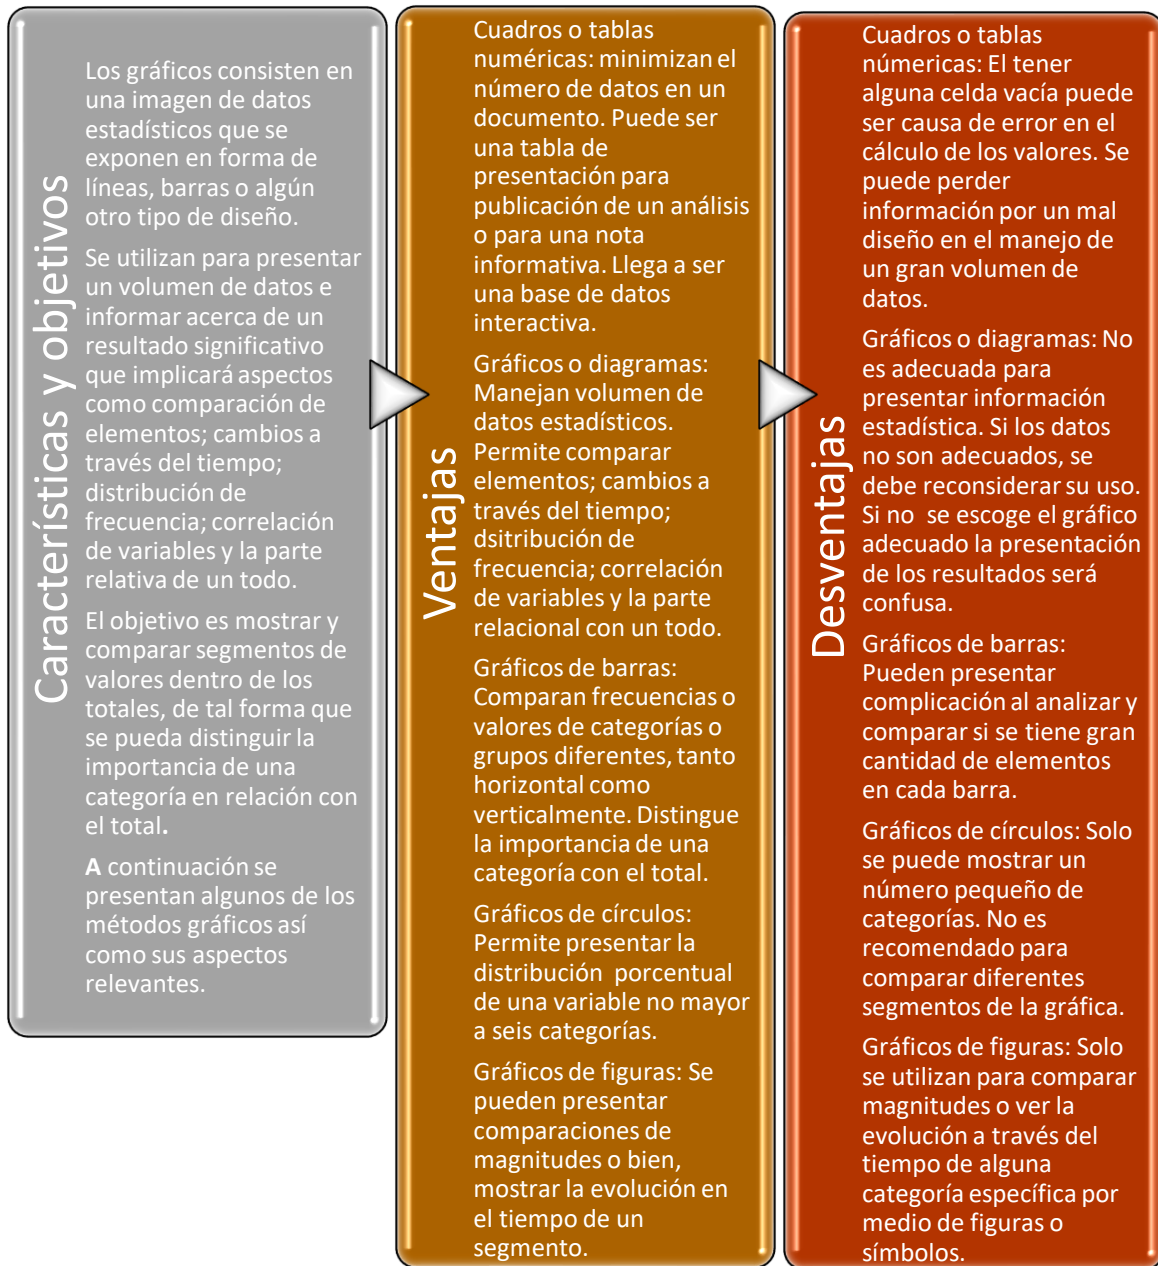 Características y objetivos
Los gráficos consisten en
una imagen de datos
estadísticos que se
exponen en forma de
líneas, barras o algún
otro tipo de diseño.
Se utilizan para presentar
un volumen de datos e
informar acerca de un
resultado significativo
que implicará aspectos
como comparación de
elementos; cambios a
través del tiempo;
distribución de
frecuencia; correlación
de variables y la parte
relativa de un todo.
El objetivo es mostrar y
comparar segmentos de
valores dentro de los
totales, de tal forma que
se pueda distinguir la
importancia de una
categoría en relación con
el total.
A continuación se
presentan algunos de los
métodos gráficos así
como sus aspectos
relevantes.
Ventajas
Cuadros o tablas
numéricas: minimizan el
número de datos en un
documento. Puede ser
una tabla de
presentación para
publicación de un análisis
o para una nota
informativa. Llega a ser
una base de datos
interactiva.
Gráficos o diagramas:
Manejan volumen de
datos estadísticos.
Permite comparar
elementos; cambios a
través del tiempo;
dsitribución de
frecuencia; correlación
de variables y la parte
relacional con un todo.
Gráficos de barras:
Comparan frecuencias o
valores de categorías o
grupos diferentes, tanto
horizontal como
verticalmente. Distingue
la importancia de una
categoría con el total.
Gráficos de círculos:
Permite presentar la
distribución porcentual
de una variable no mayor
a seis categorías.
Gráficos de figuras: Se
pueden presentar
comparaciones de
magnitudes o bien,
mostrar la evolución en
el tiempo de un
segmento.
Desventajas
Cuadros o tablas
númericas: El tener
alguna celda vacía puede
ser causa de error en el
cálculo de los valores. Se
puede perder
información por un mal
diseño en el manejo de
un gran volumen de
datos.
Gráficos o diagramas: No
es adecuada para
presentar información
estadística. Si los datos
no son adecuados, se
debe reconsiderar su uso.
Si no se escoge el gráfico
adecuado la presentación
de los resultados será
confusa.
Gráficos de barras:
Pueden presentar
complicación al analizar y
comparar si se tiene gran
cantidad de elementos
en cada barra.
Gráficos de círculos: Solo
se puede mostrar un
número pequeño de
categorías. No es
recomendado para
comparar diferentes
segmentos de la gráfica.
Gráficos de figuras: Solo
se utilizan para comparar
magnitudes o ver la
evolución a través del
tiempo de alguna
categoría específica por
medio de figuras o
símbolos.